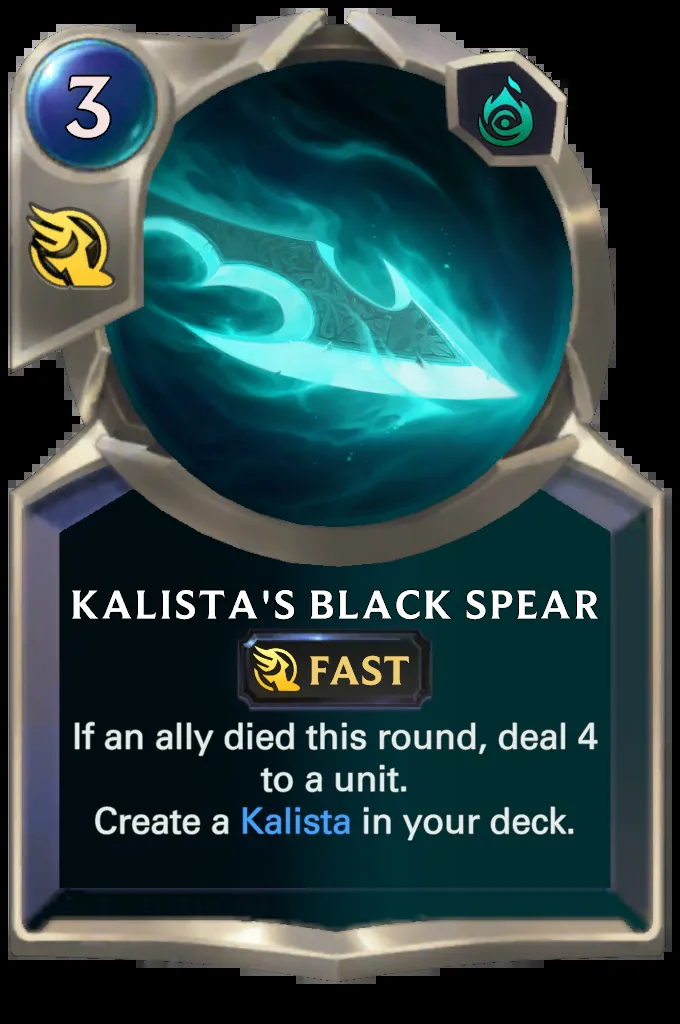 3
KALISTA'S BLACK SPEAR
FAST
If an ally died this round, deal 4
to a unit.
Create a Kalista in your deck.